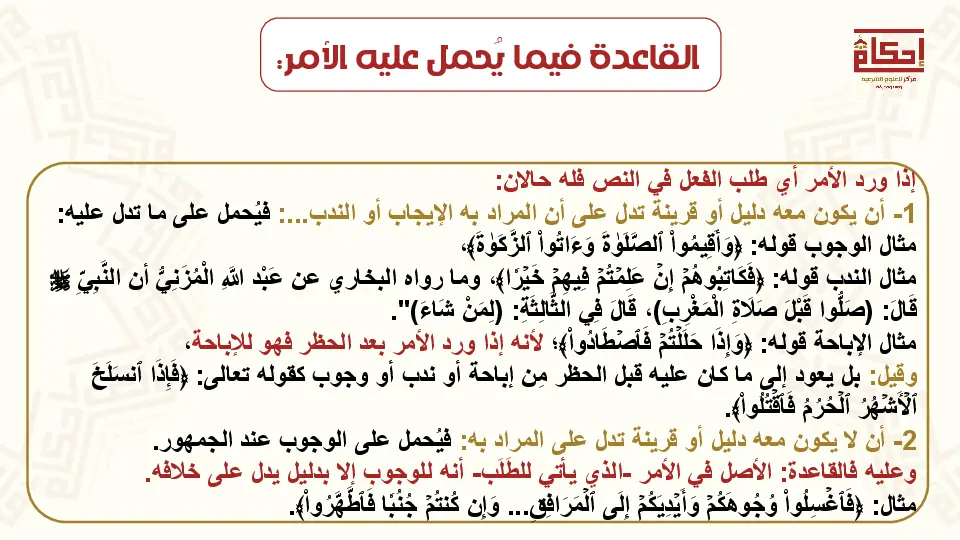 القاعدة فيما يُحمل عليه الأمر:
إحكام
مركز للعلوم الشرعية
إذا ورد الأمر أي طلب الفعل في النص فله حالان:
1- أن يكون معه دليل أو قرينة تدل على أن المراد به الإيجاب أو الندب...: فيُحمل على ما تدل عليه:
مثال الوجوب قوله: ﴿وَأَقِيمُواْ ٱلصَّلَوٰةَ وَءَاتُواْ ٱلزَّكَوٰةَ﴾،
مثال الندب قوله: ﴿فَكَاتِبُوهُمْ إِنْ عَلِمْتُمْ فِيهِمْ خَيْرًا﴾، وما رواه البخاري عن عَبْد اللَّهِ الْمُزَنِيُّ أن النَّبِيِّ ﷺ
قَالَ: (صَلُّوا قَبْلَ صَلَاةِ الْمَغْرِبِ)، قَالَ فِي الثَّالِثَةِ: (لِمَنْ شَاءَ)".
مثال الإباحة قوله: ﴿وَإِذَا حَلَلْتُمْ فَٱصْطَادُواْ﴾؛ لأنه إذا ورد الأمر بعد الحظر فهو للإباحة،
وقيل: بل يعود إلى ما كان عليه قبل الحظر مِن إباحة أو ندب أو وجوب كقوله تعالى: ﴿فَإِذَا ٱنسَلَخَ
ٱلْأَشْهُرُ ٱلْحُرُمُ فَٱقْتُلُواْ﴾.
2- أن لا يكون معه دليل أو قرينة تدل على المراد به: فيُحمل على الوجوب عند الجمهور.
وعليه فالقاعدة: الأصل في الأمر -الذي يأتي للطَلَب- أنه للوجوب إلا بدليل يدل على خلافه.
مثال: ﴿فَٱغْسِلُواْ وُجُوهَكُمْ وَأَيْدِيَكُمْ إِلَى ٱلْمَرَافِقِ... وَإِن كُنتُمْ جُنُبًا فَٱطَّهَّرُواْ﴾.